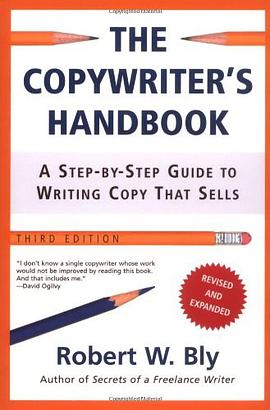 THE
COPYWRITER'S
HANDBOOK
A STEP-BY-STEP GUIDE TO
WRITING COPY THAT SELLS
THIRD EDITION
"I don't know a single copywriter whose work
would not be improved by reading this book.
And that includes me."
—David Ogilvy
REVISED
AND
EXPANDED
Robert W. Bly
Author of Secrets of a Freelance Writer